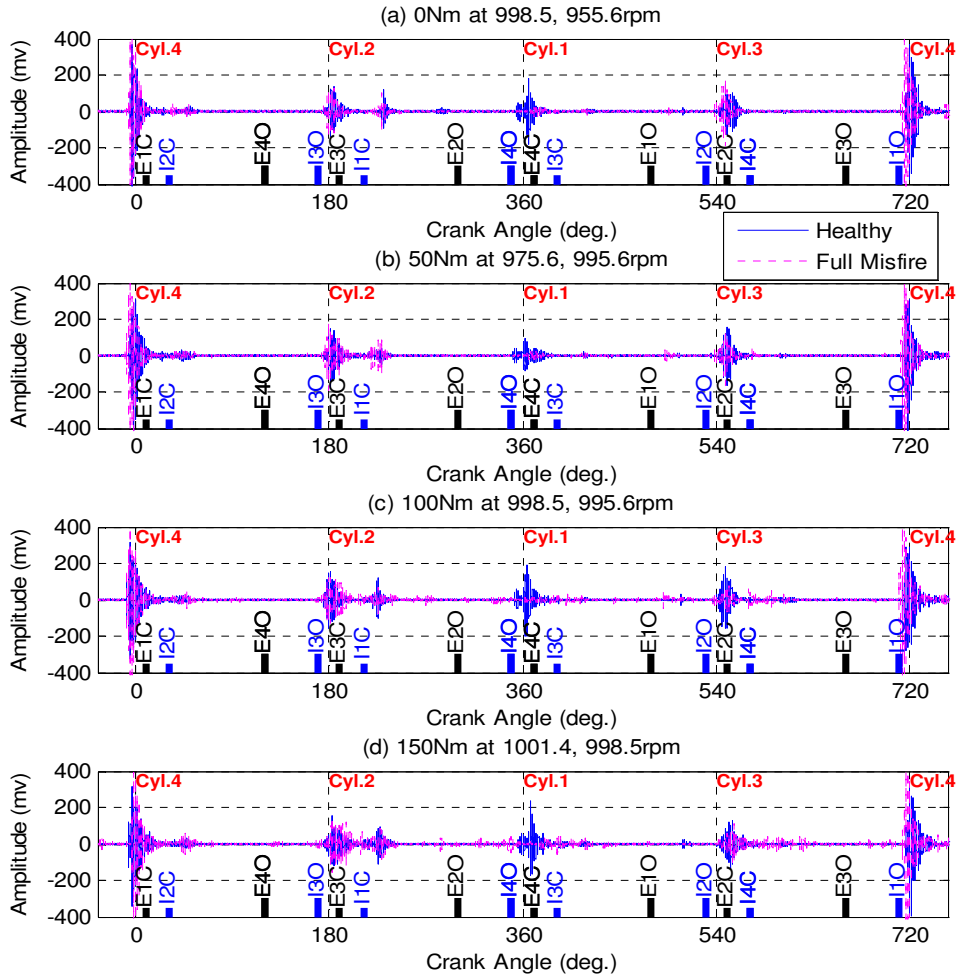 (a) 0Nm at 998.5, 955.6rpm
Amplitude (mv)
400
200
0
-200
-400
Cyl.4
Cyl.2
Cyl.1
Cyl.3
Cyl.4
E1C
I2C
E4O
I3O
E3C
I1C
E2O
I4O
E4C
I3C
E1O
I2O
E2C
I4C
E3O
I1O
0
180
360
540
720
Crank Angle (deg.)
Healthy
Full Misfire
(b) 50Nm at 975.6, 995.6rpm
Amplitude (mv)
400
200
0
-200
-400
Cyl.4
Cyl.2
Cyl.1
Cyl.3
Cyl.4
E1C
I2C
E4O
I3O
E3C
I1C
E2O
I4O
E4C
I3C
E1O
I2O
E2C
I4C
E3O
I1O
0
180
360
540
720
Crank Angle (deg.)
(c) 100Nm at 998.5, 995.6rpm
Amplitude (mv)
400
200
0
-200
-400
Cyl.4
Cyl.2
Cyl.1
Cyl.3
Cyl.4
E1C
I2C
E4O
I3O
E3C
I1C
E2O
I4O
E4C
I3C
E1O
I2O
E2C
I4C
E3O
I1O
0
180
360
540
720
Crank Angle (deg.)
(d) 150Nm at 1001.4, 998.5rpm
Amplitude (mv)
400
200
0
-200
-400
Cyl.4
Cyl.2
Cyl.1
Cyl.3
Cyl.4
E1C
I2C
E4O
I3O
E3C
I1C
E2O
I4O
E4C
I3C
E1O
I2O
E2C
I4C
E3O
I1O
0
180
360
540
720
Crank Angle (deg.)